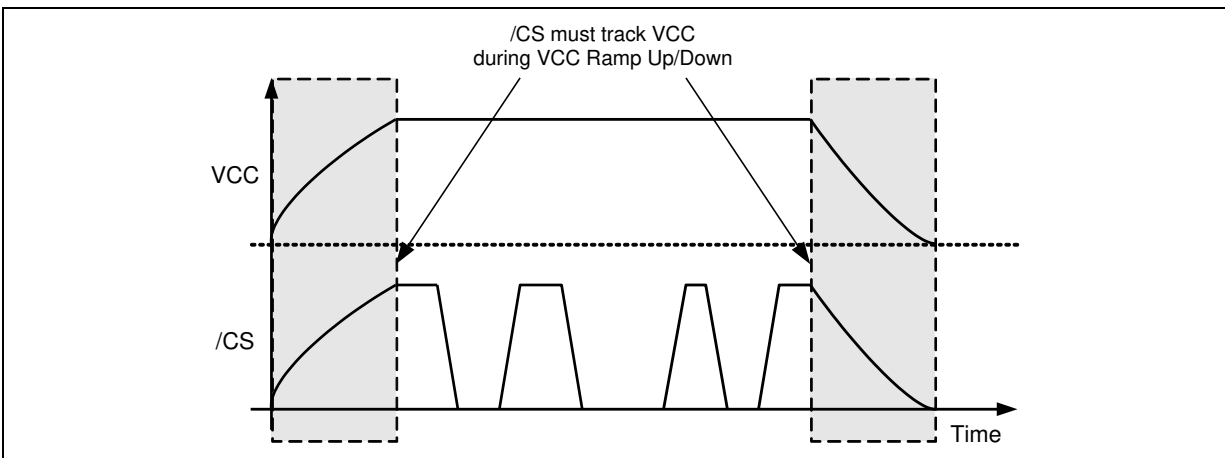 /CS must track VCC
during VCC Ramp Up/Down
VCC
/CS
Time